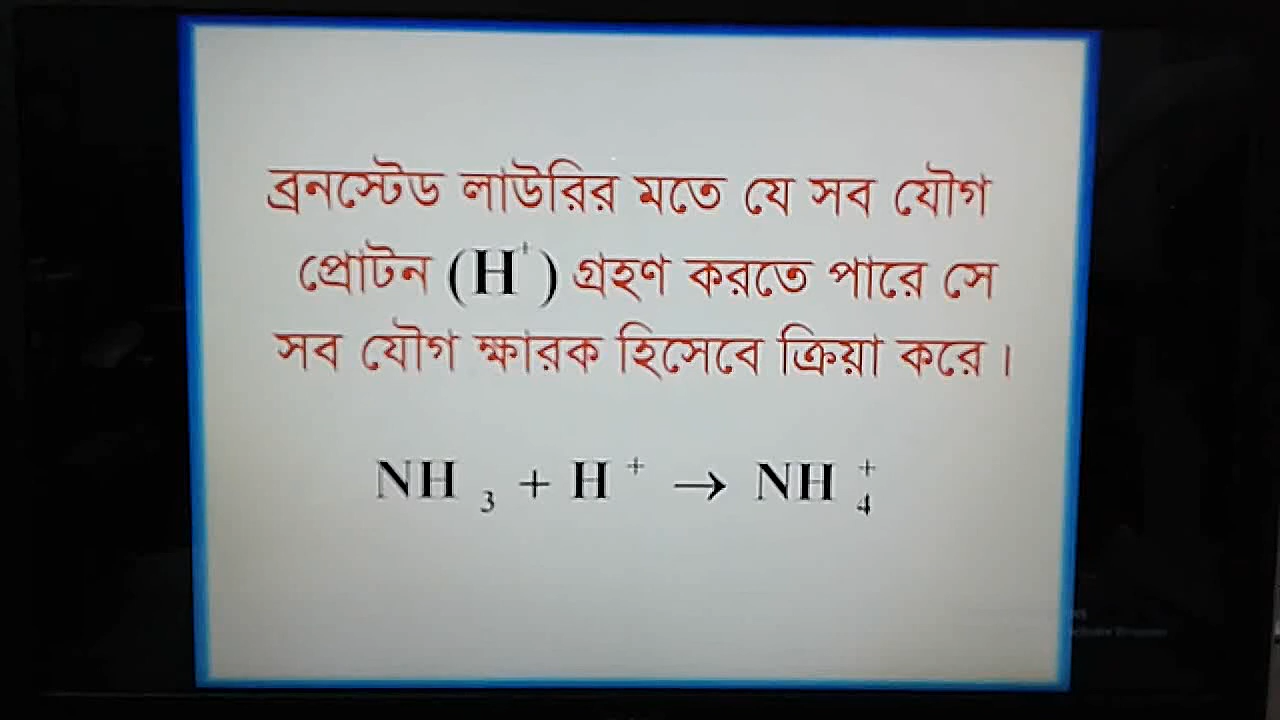 ব্রনস্টেড লাউরির মতে যে সব যৌগ
প্রোটন (H⁺) গ্রহণ করতে পারে সে
সব যৌগ ক্ষারক হিসেবে ক্রিয়া করে।
NH₃ + H⁺ → NH₄⁺